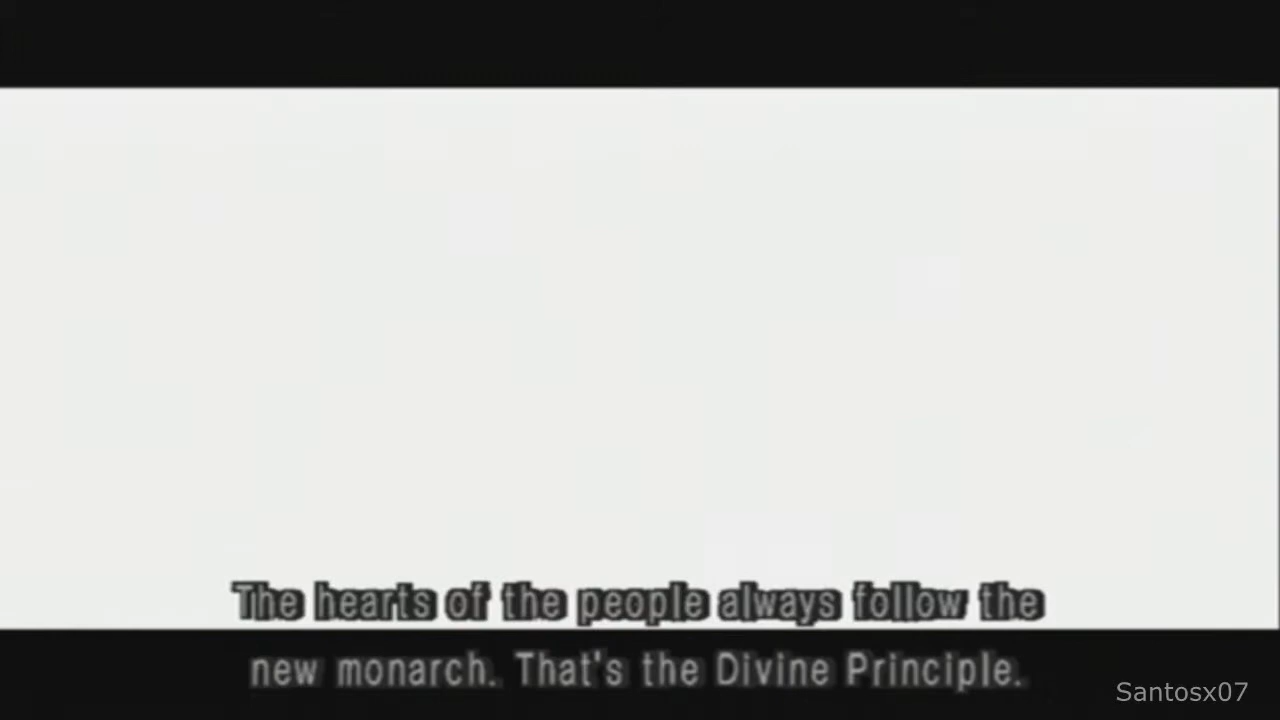 The hearts of the people always follow the
new monarch. That's the Divine Principle.
Santosx07